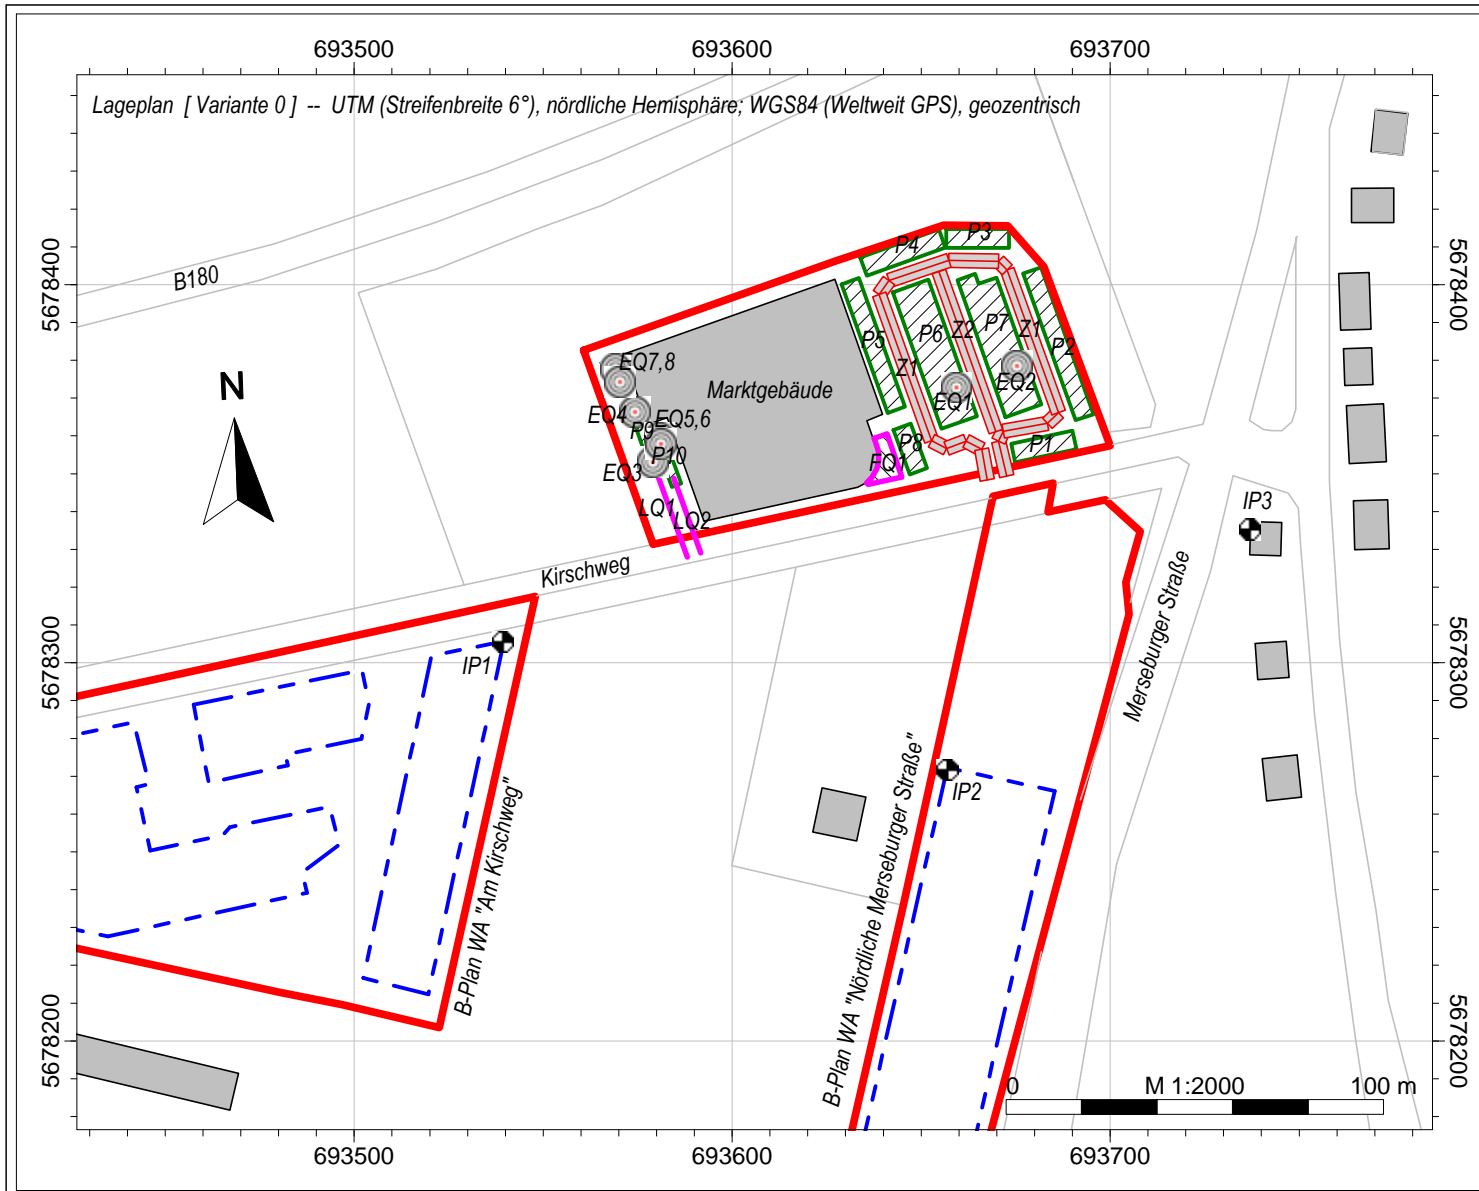 693500
693600
693700
Lageplan [ Variante 0 ] -- UTM (Streifenbreite 6°), nördliche Hemisphäre; WGS84 (Weltweit GPS), geozentrisch
5678400
5678400
B180
P4
P3
P5
P6
Z2
P7
Z1
P2
Z1
EQ7,8
Marktgebäude
EQ2
EQ1
EQ4
EQ5,6
P9
P10
EQ3
P8
P1
FQ1
LQ1
LQ2
N
IP3
Kirschweg
Merseburger Straße
5678300
5678300
IP1
IP2
B-Plan WA "Am Kirschweg"
B-Plan WA "Nördliche Merseburger Straße"
5678200
5678200
0 M 1:2000 100 m
693500
693600
693700